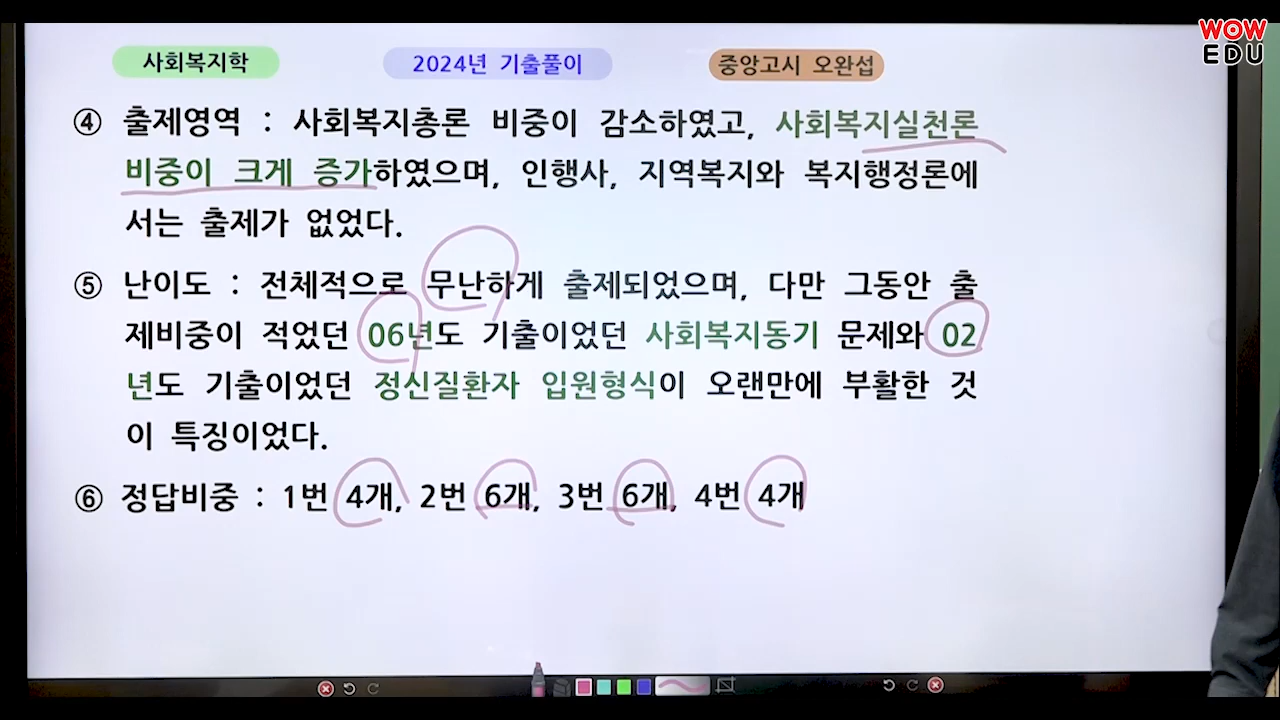 WOW
EDU
사회복지학
2024년 기출풀이
중앙고시 오완섭
④ 출제영역 : 사회복지총론 비중이 감소하였고, 사회복지실천론
비중이 크게 증가하였으며, 인행사, 지역복지와 복지행정론에
서는 출제가 없었다.
⑤ 난이도 : 전체적으로 무난하게 출제되었으며, 다만 그동안 출
제비중이 적었던 06년도 기출이었던 사회복지동기 문제와 02
년도 기출이었던 정신질환자 입원형식이 오랜만에 부활한 것
이 특징이었다.
⑥ 정답비중 : 1번 4개, 2번 6개, 3번 6개, 4번 4개